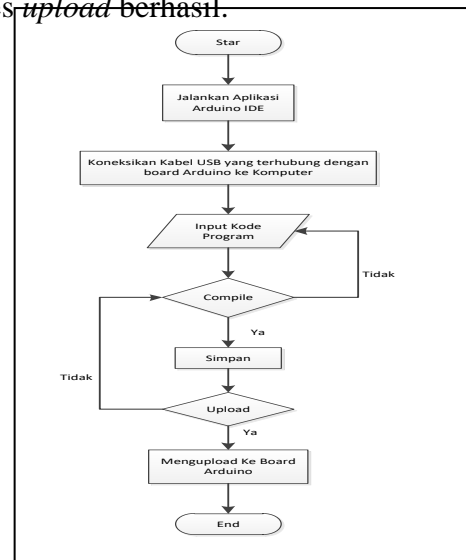 s upload berhasil.
Star
Jalankan Aplikasi
Arduino IDE
Koneksikan Kabel USB yang terhubung dengan
board Arduino ke Komputer
Input Kode
Program
Tidak
Compile
Ya
Simpan
Tidak
Upload
Ya
Mengupload Ke Board
Arduino
End